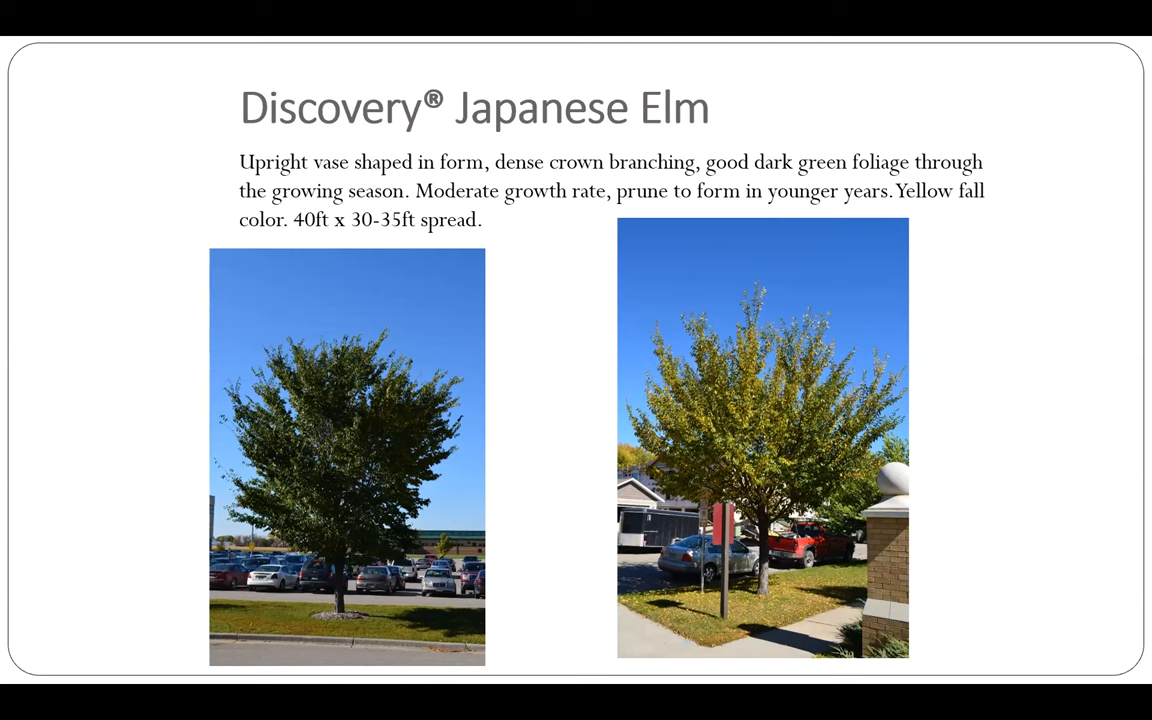 Discovery® Japanese Elm
Upright vase shaped in form, dense crown branching, good dark green foliage through
the growing season. Moderate growth rate, prune to form in younger years. Yellow fall
color. 40ft x 30-35ft spread.